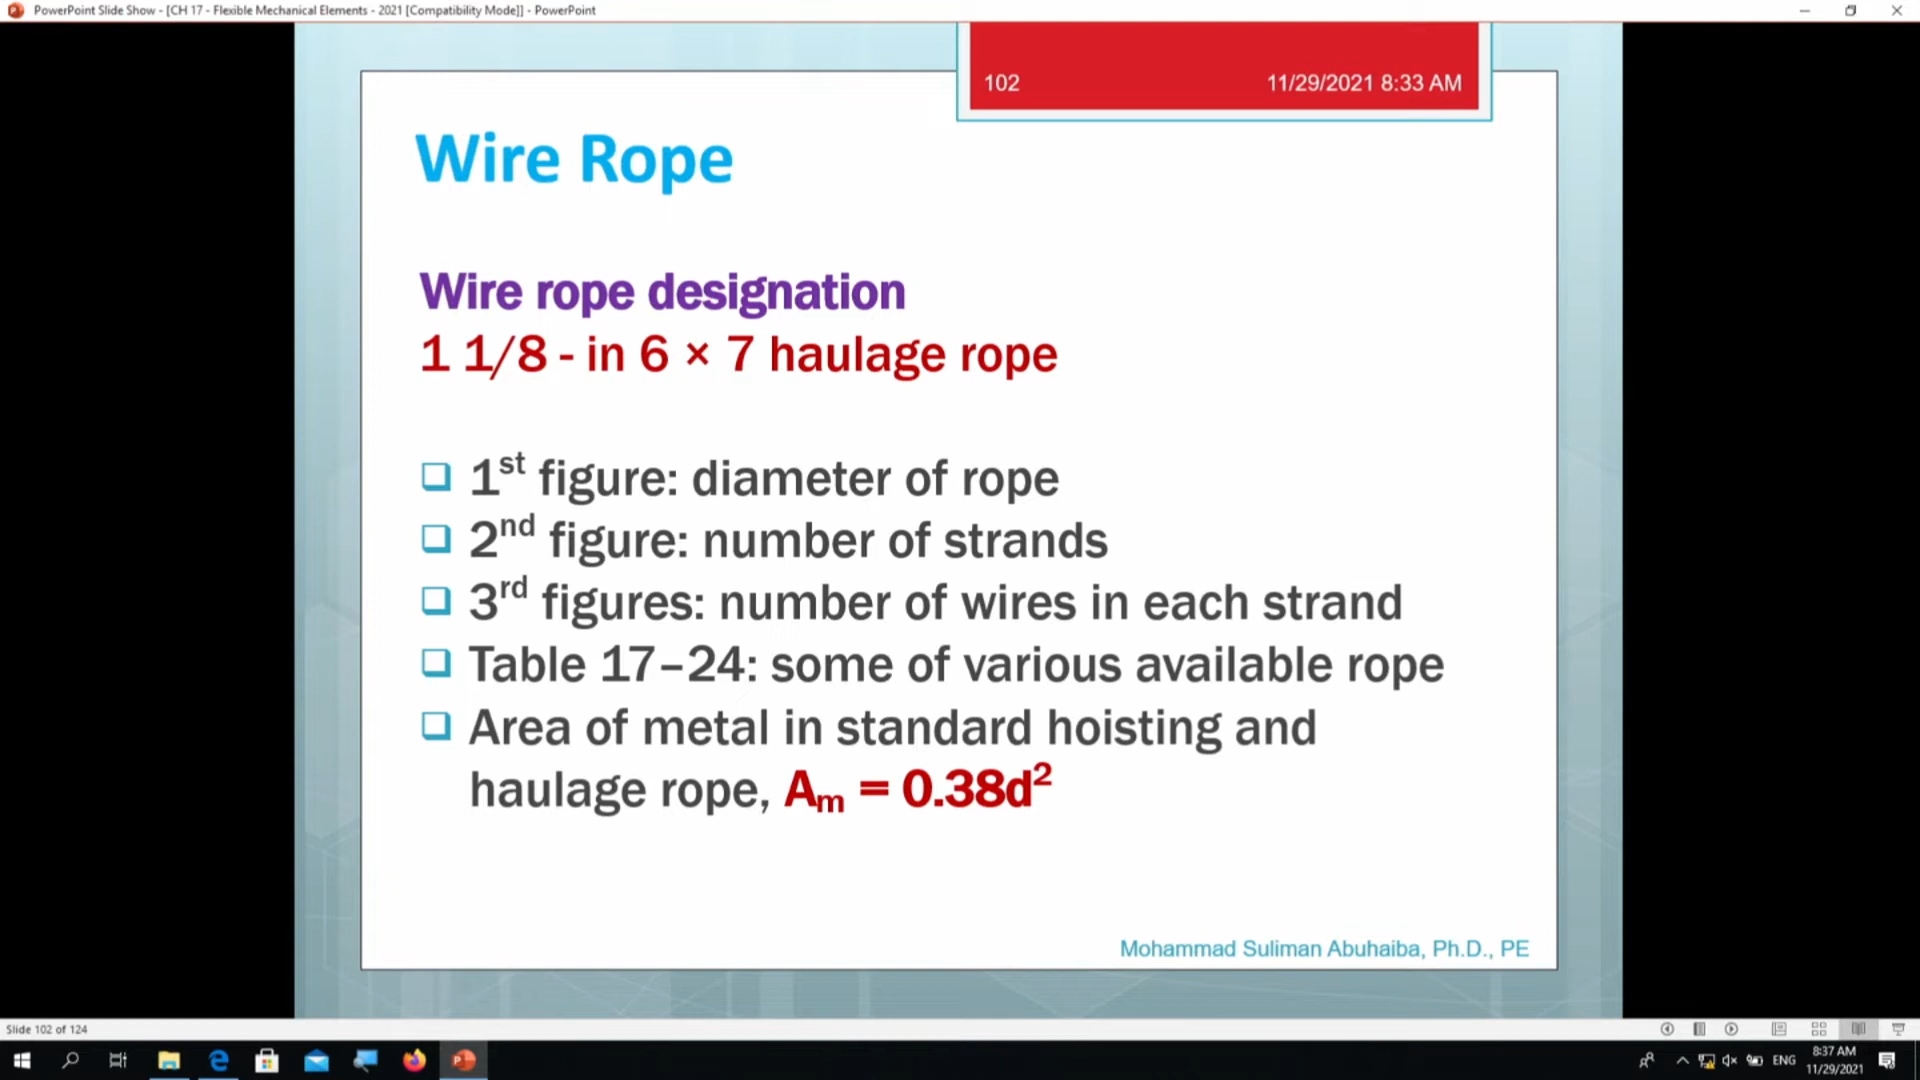 PowerPoint Slide Show - [CH 17 - Flexible Mechanical Elements - 2021 [Compatibility Mode]] - PowerPoint
102 11/29/2021 8:33 AM
Wire Rope
Wire rope designation
1 1/8 - in 6 × 7 haulage rope
1st figure: diameter of rope
2nd figure: number of strands
3rd figures: number of wires in each strand
Table 17–24: some of various available rope
Area of metal in standard hoisting and
haulage rope, Am = 0.38d²
Mohammad Suliman Abuhaiba, Ph.D., PE
Slide 102 of 124
ENG
8:37 AM
11/29/2021